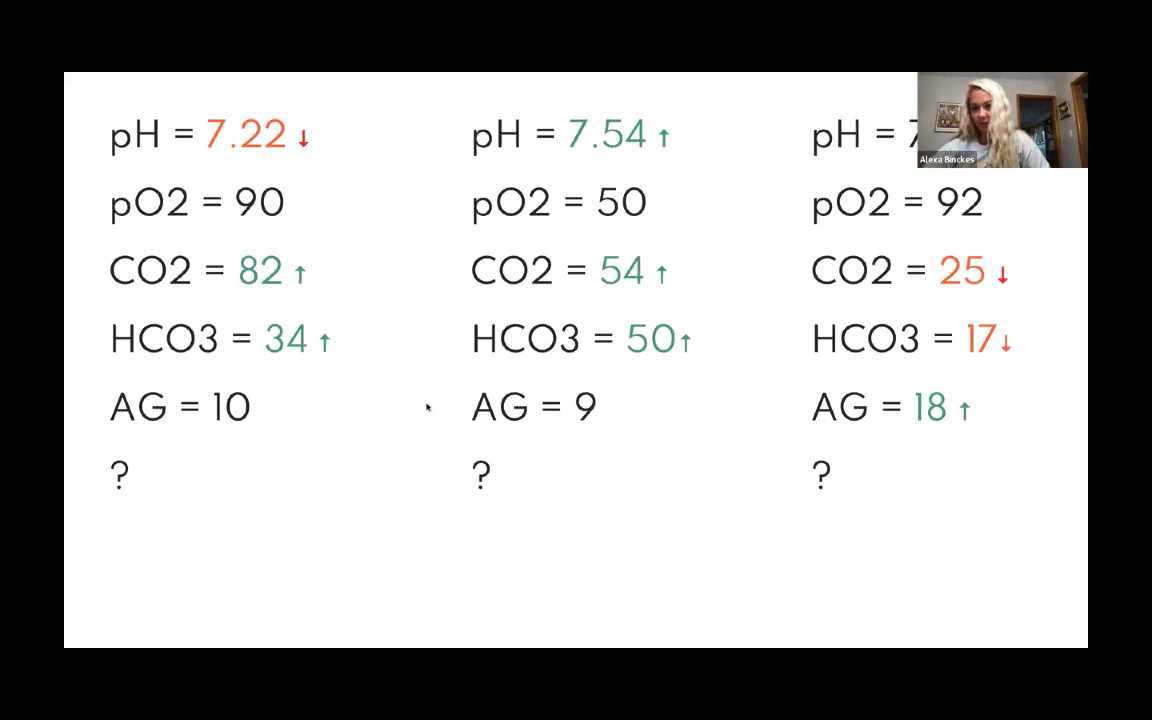 pH = 7.22 ↓
pO2 = 90
CO2 = 82 ↑
HCO3 = 34 ↑
AG = 10
?
pH = 7.54 ↑
pO2 = 50
CO2 = 54 ↑
HCO3 = 50↑
AG = 9
?
pH = 7
pO2 = 92
CO2 = 25 ↓
HCO3 = 17↓
AG = 18 ↑
?
Alexa Binckes